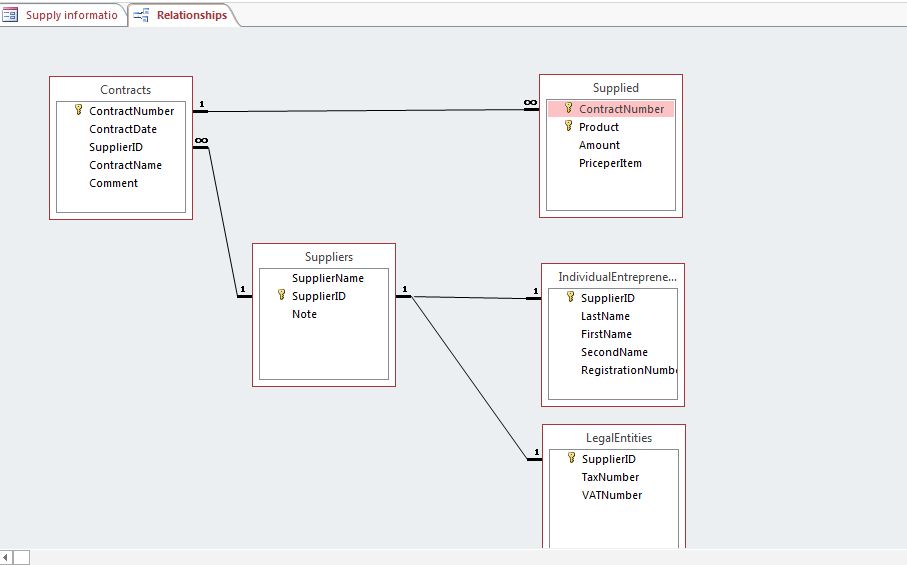 Supply informatio
Relationships
Contracts
ContractNumber
ContractDate
SupplierID
ContractName
Comment
1
∞
∞
1
Supplied
ContractNumber
Product
Amount
PriceperItem
Suppliers
SupplierName
SupplierID
Note
1
1
1
IndividualEntreprene...
SupplierID
LastName
FirstName
SecondName
RegistrationNumb
LegalEntities
SupplierID
TaxNumber
VATNumber